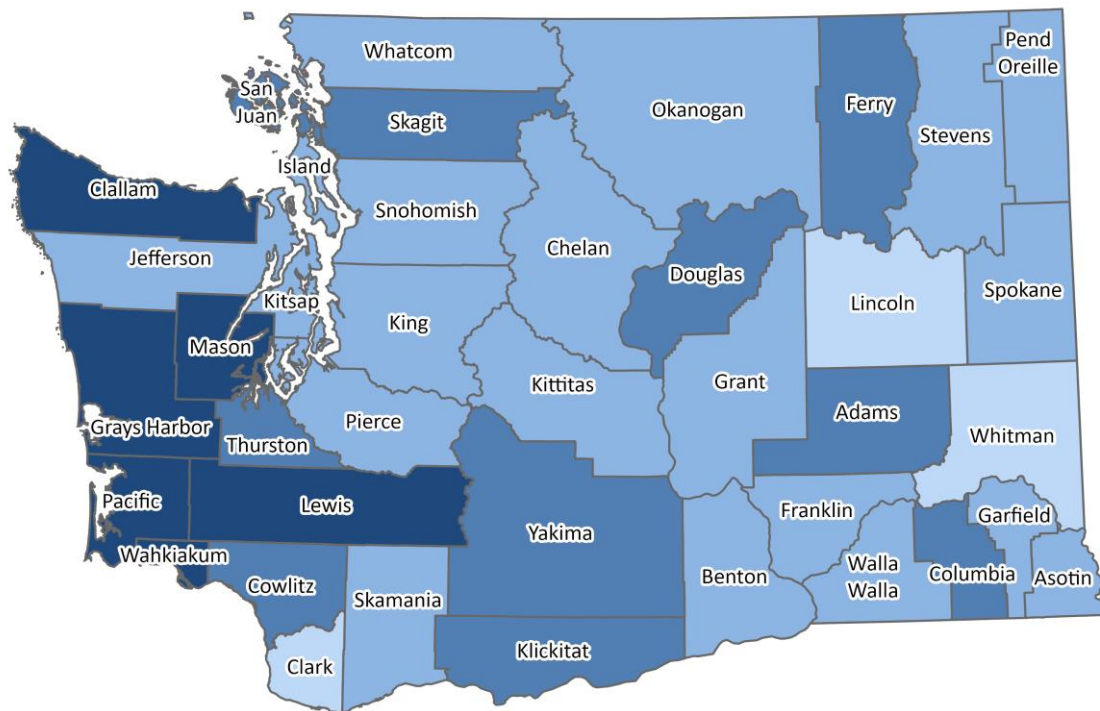 Whatcom
Pend
Oreille
San
Juan
Skagit
Okanogan
Ferry
Stevens
Island
Clallam
Snohomish
Jefferson
Chelan
Douglas
Kitsap
Lincoln
Spokane
King
Mason
Kittitas
Grant
Grays Harbor
Thurston
Pierce
Adams
Whitman
Pacific
Lewis
Yakima
Franklin
Garfield
Wahkiakum
Cowlitz
Skamania
Benton
Walla
Walla
Columbia
Asotin
Clark
Klickitat